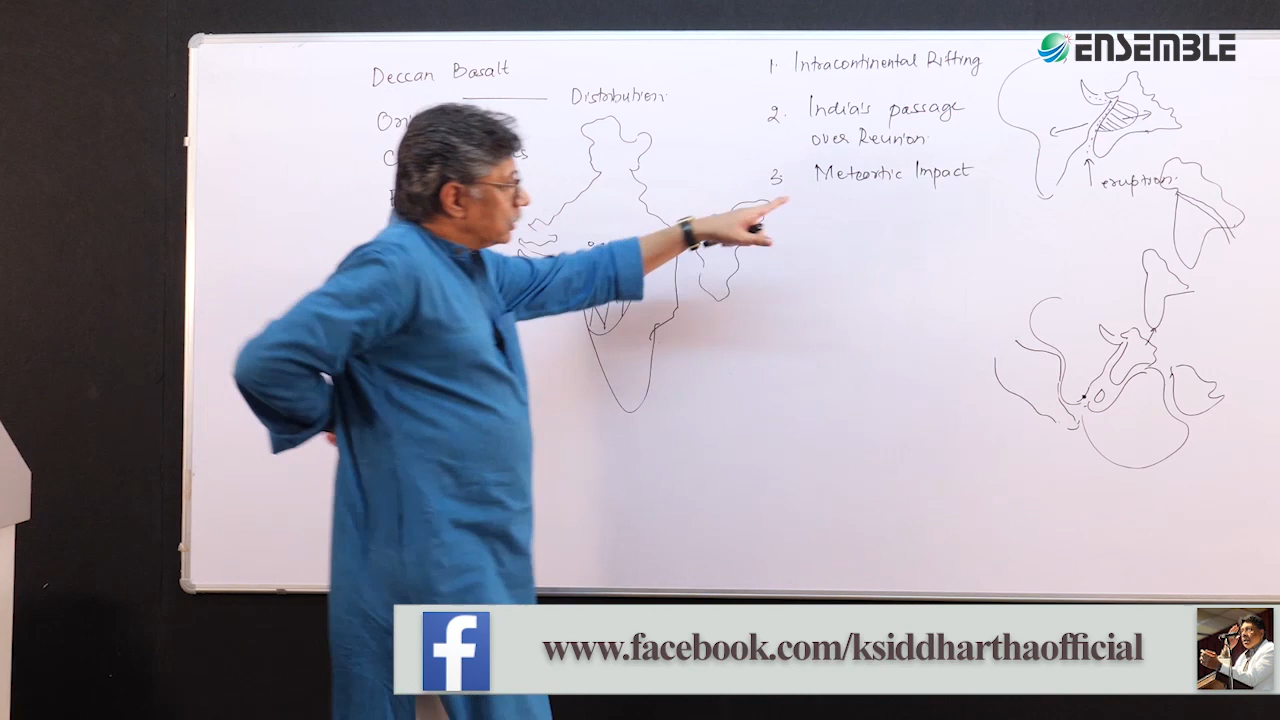 ENSEMBLE
Deccan Basalt
Distribution
1. Intracontinental Rifting
2. India's passage
over Reunion
3. Meteoritic Impact
eruption
www.facebook.com/ksiddharthaofficial